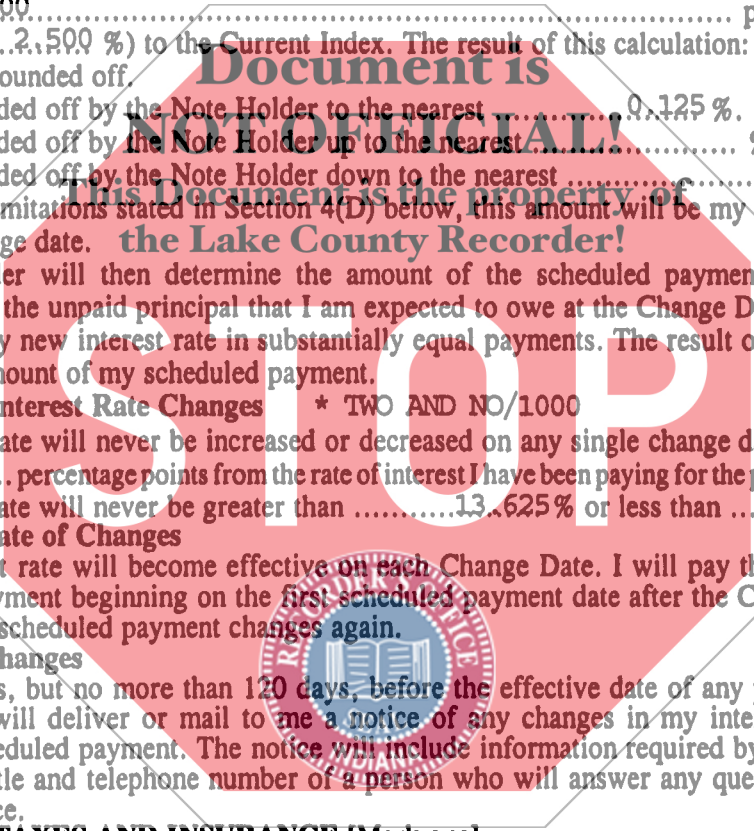 00 ........................................ p
..2.500 %) to the Current Index. The result of this calculation:
ounded off.
Document is
ded off by the Note Holder to the nearest .............. 0.125 %.
NOT OFFICIAL!
ded off by the Note Holder up to the nearest ..............
ded off by the Note Holder down to the nearest ..............
This Document is the property of
mitations stated in Section 4(D) below, this amount will be my
ge date.
the Lake County Recorder!
er will then determine the amount of the scheduled paymen
the unpaid principal that I am expected to owe at the Change D
y new interest rate in substantially equal payments. The result o
nount of my scheduled payment.
STOP
nterest Rate Changes * TWO AND NO/1000
ate will never be increased or decreased on any single change d
.. percentage points from the rate of interest I have been paying for the p
ate will never be greater than ...........13.625% or less than ...
ate of Changes
t rate will become effective on each Change Date. I will pay th
yment beginning on the first scheduled payment date after the C
scheduled payment changes again.
hanges
s, but no more than 120 days, before the effective date of any
will deliver or mail to me a notice of any changes in my inte
eduled payment. The notice will include information required by
tle and telephone number of a person who will answer any que
ce.
RECORDER'S OFFICE
INDIANA
TAXES AND INSURANCE